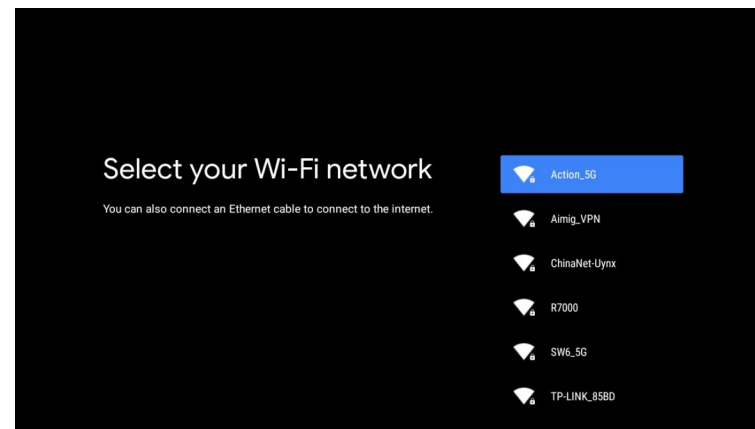 Select your Wi-Fi network
You can also connect an Ethernet cable to connect to the internet.
Action_5G
Aimig_VPN
ChinaNet-Uynx
R7000
SW6_5G
TP-LINK_85BD